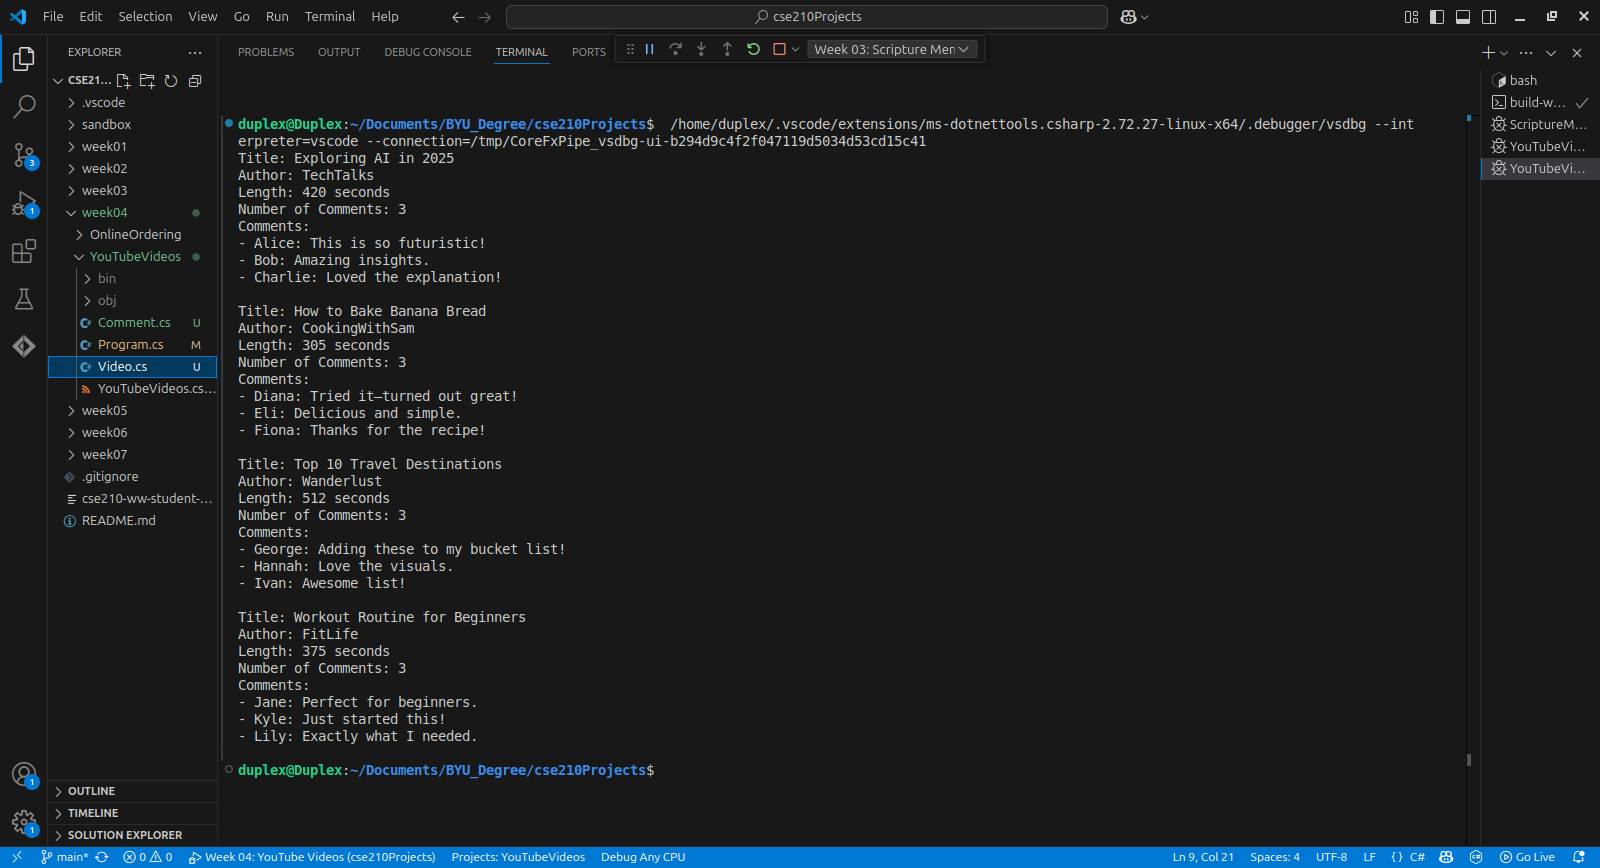 File Edit Selection View Go Run Terminal Help
cse210Projects
EXPLORER
PROBLEMS OUTPUT DEBUG CONSOLE TERMINAL PORTS
Week 03: Scripture Mer
CSE21...
.vscode
sandbox
week01
week02
week03
week04
OnlineOrdering
YouTubeVideos
bin
obj
Comment.cs U
Program.cs M
Video.cs U
YouTubeVideos.cs...
week05
week06
week07
.gitignore
cse210-ww-student-...
README.md
OUTLINE
TIMELINE
SOLUTION EXPLORER
3
1
1
1
duplex@Duplex:~/Documents/BYU_Degree/cse210Projects$ /home/duplex/.vscode/extensions/ms-dotnettools.csharp-2.72.27-linux-x64/.debugger/vsdbg --int
erpreter=vscode --connection=/tmp/CoreFxPipe_vsdbg-ui-b294d9c4f2f047119d5034d53cd15c41
Title: Exploring AI in 2025
Author: TechTalks
Length: 420 seconds
Number of Comments: 3
Comments:
- Alice: This is so futuristic!
- Bob: Amazing insights.
- Charlie: Loved the explanation!
Title: How to Bake Banana Bread
Author: CookingWithSam
Length: 305 seconds
Number of Comments: 3
Comments:
- Diana: Tried it—turned out great!
- Eli: Delicious and simple.
- Fiona: Thanks for the recipe!
Title: Top 10 Travel Destinations
Author: Wanderlust
Length: 512 seconds
Number of Comments: 3
Comments:
- George: Adding these to my bucket list!
- Hannah: Love the visuals.
- Ivan: Awesome list!
Title: Workout Routine for Beginners
Author: FitLife
Length: 375 seconds
Number of Comments: 3
Comments:
- Jane: Perfect for beginners.
- Kyle: Just started this!
- Lily: Exactly what I needed.
duplex@Duplex:~/Documents/BYU_Degree/cse210Projects$
bash
build-w...
ScriptureM...
YouTubeVi...
YouTubeVi...
main* 0 0 Week 04: YouTube Videos (cse210Projects) Projects: YouTubeVideos Debug Any CPU Ln 9, Col 21 Spaces: 4 UTF-8 LF {} C# Go Live